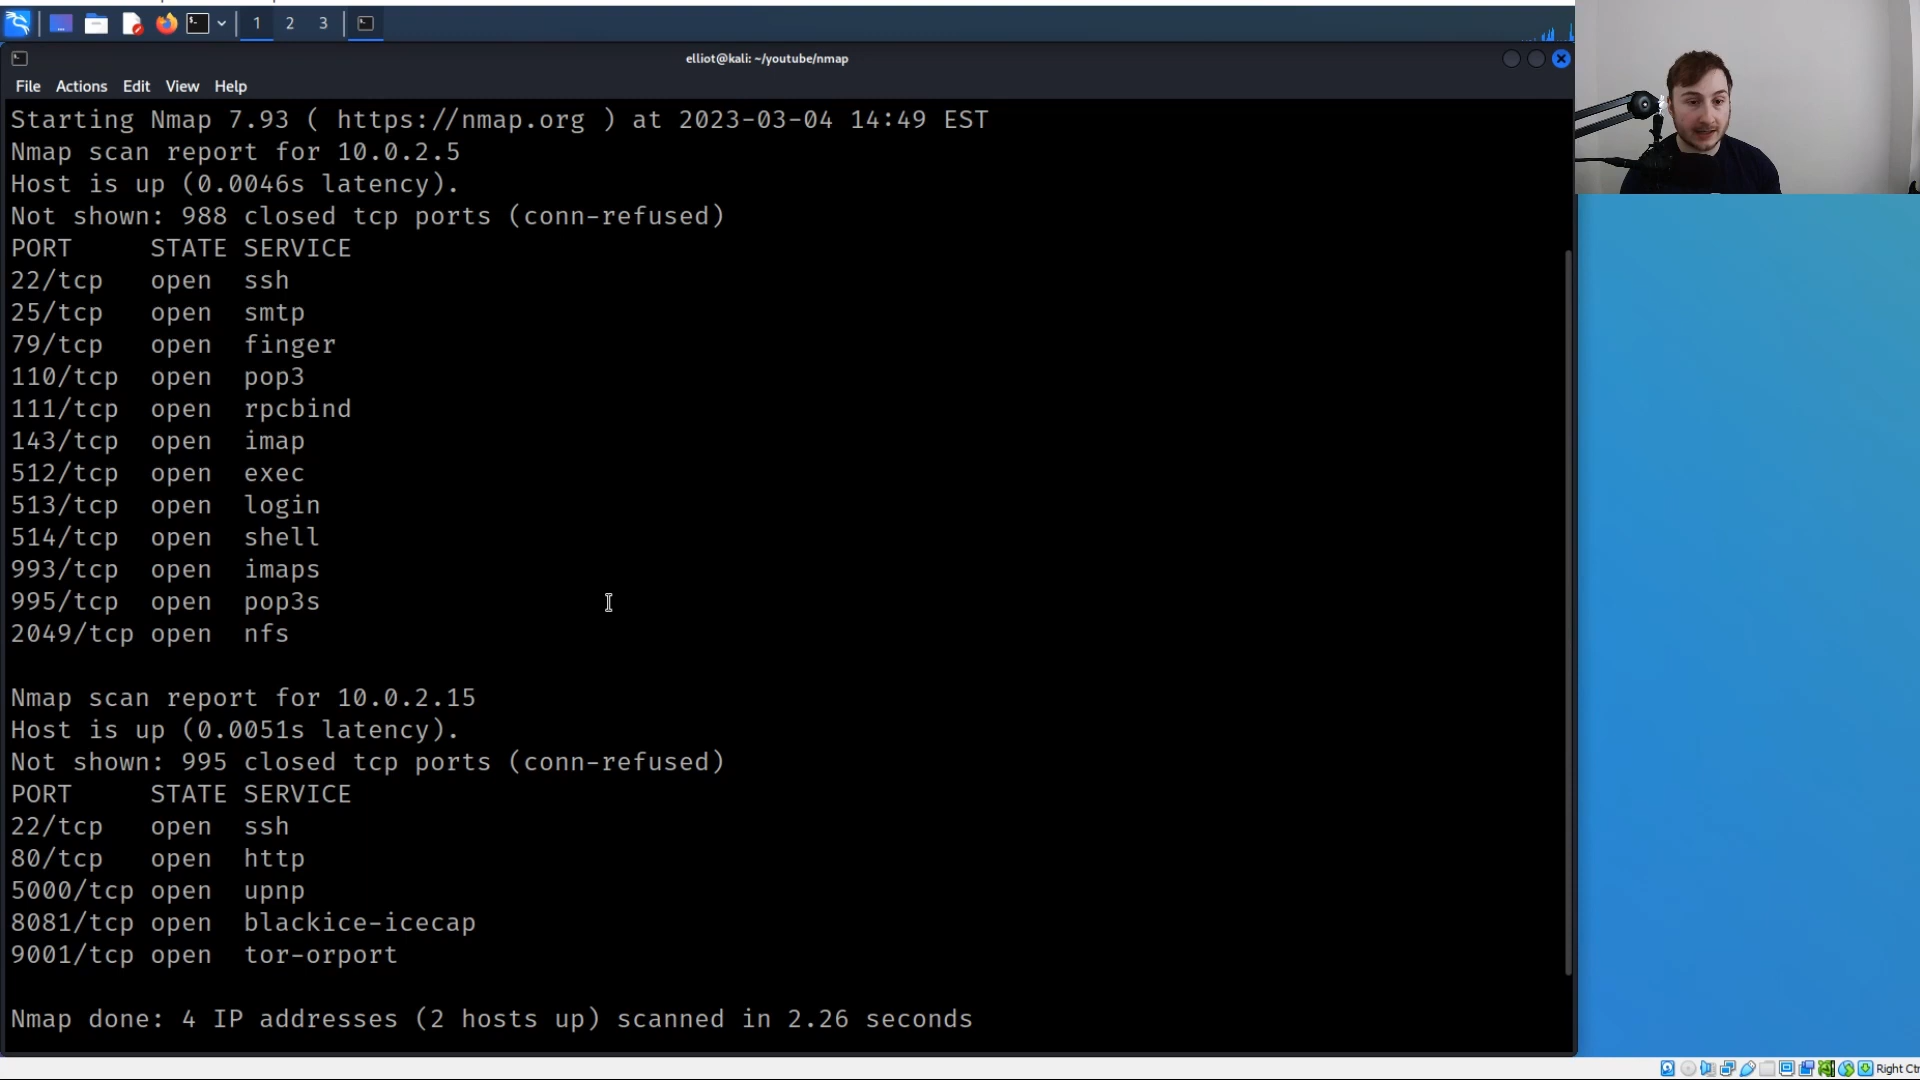 1 2 3
elliot@kali: ~/youtube/nmap
File Actions Edit View Help
Starting Nmap 7.93 ( https://nmap.org ) at 2023-03-04 14:49 EST
Nmap scan report for 10.0.2.5
Host is up (0.0046s latency).
Not shown: 988 closed tcp ports (conn-refused)
PORT     STATE SERVICE
22/tcp   open  ssh
25/tcp   open  smtp
79/tcp   open  finger
110/tcp  open  pop3
111/tcp  open  rpcbind
143/tcp  open  imap
512/tcp  open  exec
513/tcp  open  login
514/tcp  open  shell
993/tcp  open  imaps
995/tcp  open  pop3s
2049/tcp open  nfs
Nmap scan report for 10.0.2.15
Host is up (0.0051s latency).
Not shown: 995 closed tcp ports (conn-refused)
PORT     STATE SERVICE
22/tcp   open  ssh
80/tcp   open  http
5000/tcp open  upnp
8081/tcp open  blackice-icecap
9001/tcp open  tor-orport
Nmap done: 4 IP addresses (2 hosts up) scanned in 2.26 seconds
Right Ctr